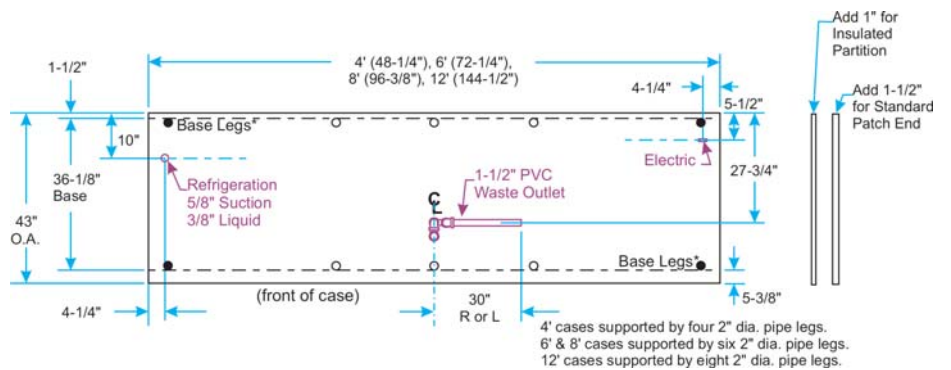 Add 1" for
Insulated
Partition
4' (48-1/4"), 6' (72-1/4"),
8' (96-3/8"), 12' (144-1/2")
1-1/2"
4-1/4"
5-1/2"
Add 1-1/2"
for Standard
Patch End
Base Legs*
10"
Electric
27-3/4"
36-1/8"
Base
Refrigeration
5/8" Suction
3/8" Liquid
1-1/2" PVC
Waste Outlet
CL
43"
O.A.
Base Legs*
(front of case)
30"
R or L
4-1/4"
5-3/8"
4' cases supported by four 2" dia. pipe legs.
6' & 8' cases supported by six 2" dia. pipe legs.
12' cases supported by eight 2" dia. pipe legs.